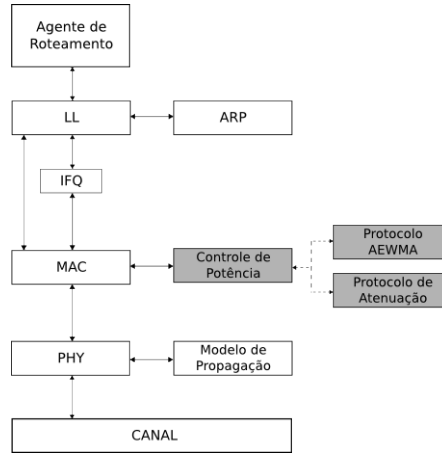 Agente de
Roteamento
LL
ARP
IFQ
MAC
Controle de
Potência
Protocolo
AEWMA
Protocolo de
Atenuação
PHY
Modelo de
Propagação
CANAL